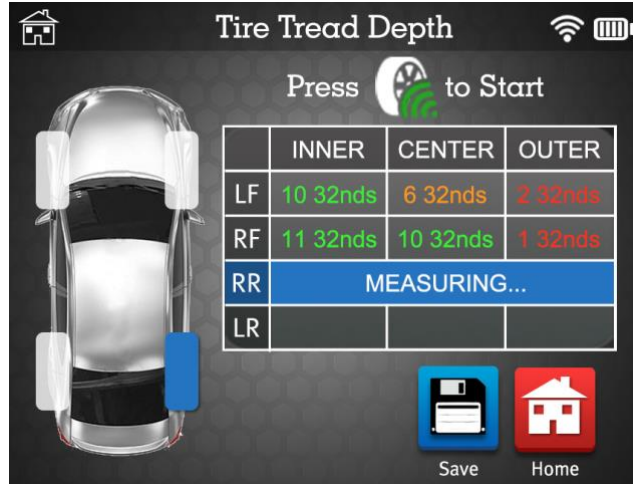 Tire Tread Depth
Press to Start
INNER CENTER OUTER
LF 10 32nds 6 32nds 2 32nds
RF 11 32nds 10 32nds 1 32nds
RR MEASURING...
LR
Save Home